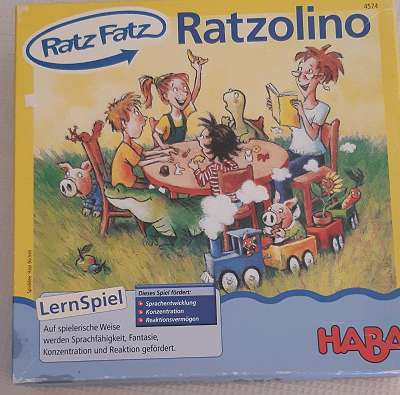 4574
Ratz Fatz
Ratzolino
LernSpiel
Auf spielerische Weise
werden Sprachfähigkeit, Fantasie,
Konzentration und Reaktion gefördert.
Dieses Spiel fördert:
Sprachentwicklung
Konzentration
Reaktionsvermögen
HABA